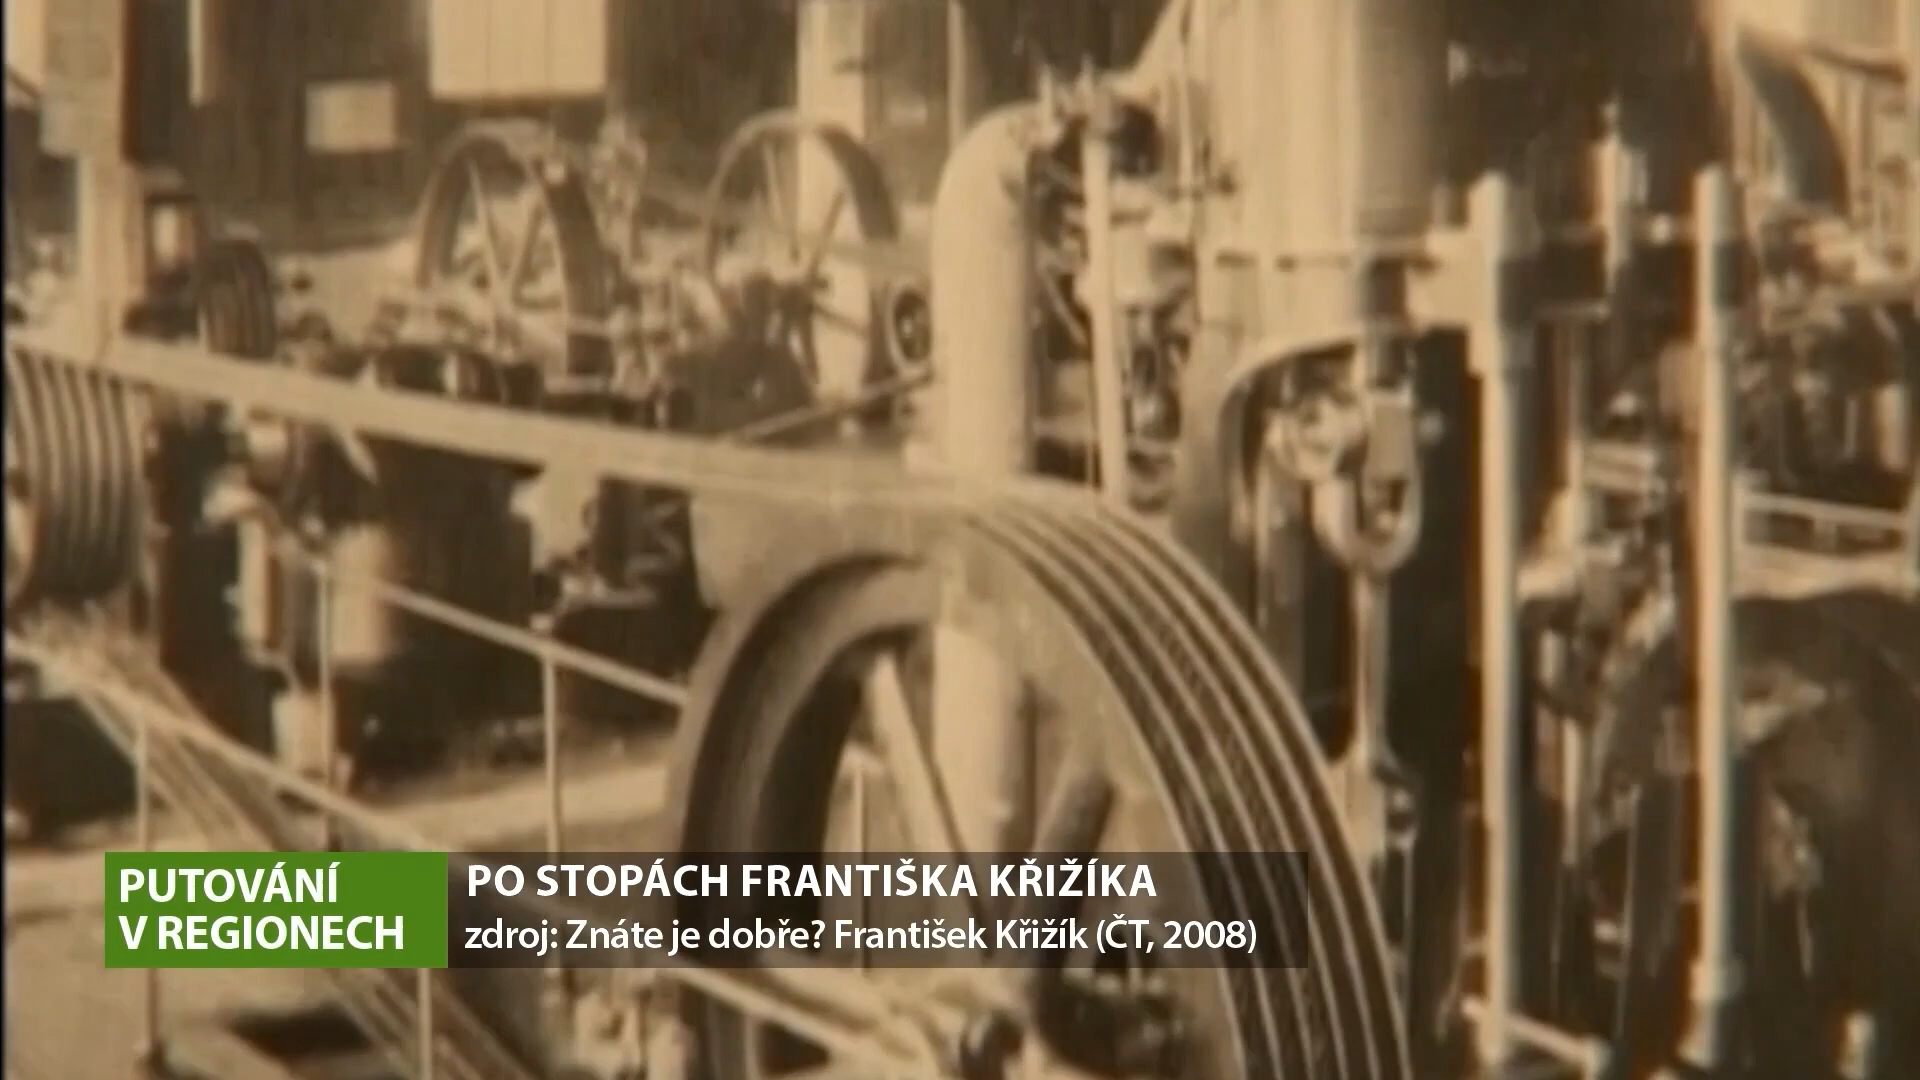 PUTOVÁNÍ
V REGIONECH
PO STOPÁCH FRANTIŠKA KŘIŽÍKA
zdroj: Znáte je dobře? František Křižík (ČT, 2008)